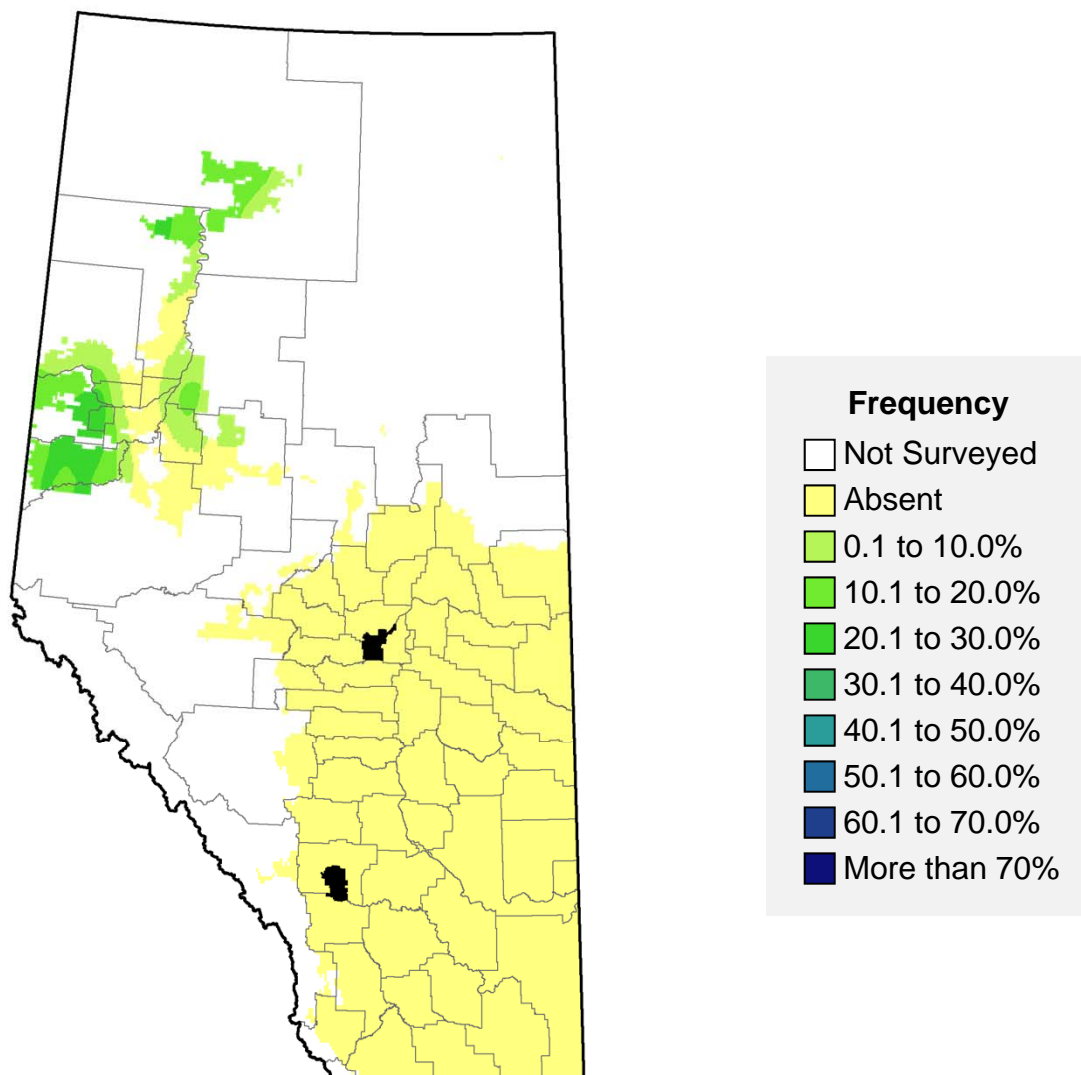 Frequency
Not Surveyed
Absent
0.1 to 10.0%
10.1 to 20.0%
20.1 to 30.0%
30.1 to 40.0%
40.1 to 50.0%
50.1 to 60.0%
60.1 to 70.0%
More than 70%